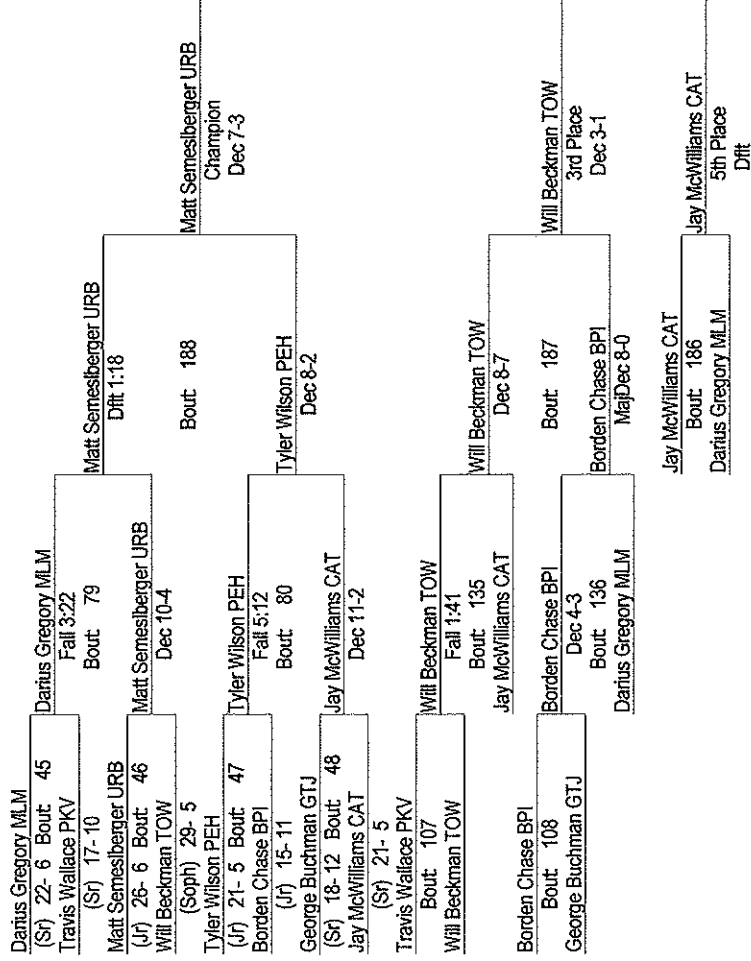 Darius Gregory MLM
(Sr) 22- 6 Bout: 45
Travis Wallace PKV
(Sr) 17- 10
Matt Semeslberger URB
(Jr) 26- 6 Bout: 46
Will Beckman TOW
(Soph) 29- 5
Tyler Wilson PEH
(Jr) 21- 5 Bout: 47
Borden Chase BPI
(Jr) 15- 11
George Buchman GTJ
(Sr) 18- 12 Bout: 48
Jay McWilliams CAT
(Sr) 21- 5
Travis Wallace PKV
Bout: 107
Will Beckman TOW
Borden Chase BPI
Bout: 108
George Buchman GTJ
Darius Gregory MLM
Fall 3:22
Bout: 79
Matt Semeslberger URB
Dec 10-4
Tyler Wilson PEH
Fall 5:12
Bout: 80
Jay McWilliams CAT
Dec 11-2
Will Beckman TOW
Fall 1:41
Bout: 135
Jay McWilliams CAT
Borden Chase BPI
Dec 4-3
Bout: 136
Darius Gregory MLM
Matt Semeslberger URB
Dflt 1:18
Bout: 188
Tyler Wilson PEH
Dec 8-2
Will Beckman TOW
Dec 8-7
Bout: 187
Borden Chase BPI
MajDec 8-0
Jay McWilliams CAT
Bout: 186
Darius Gregory MLM
Matt Semeslberger URB
Champion
Dec 7-3
Will Beckman TOW
3rd Place
Dec 3-1
Jay McWilliams CAT
5th Place
Dflt